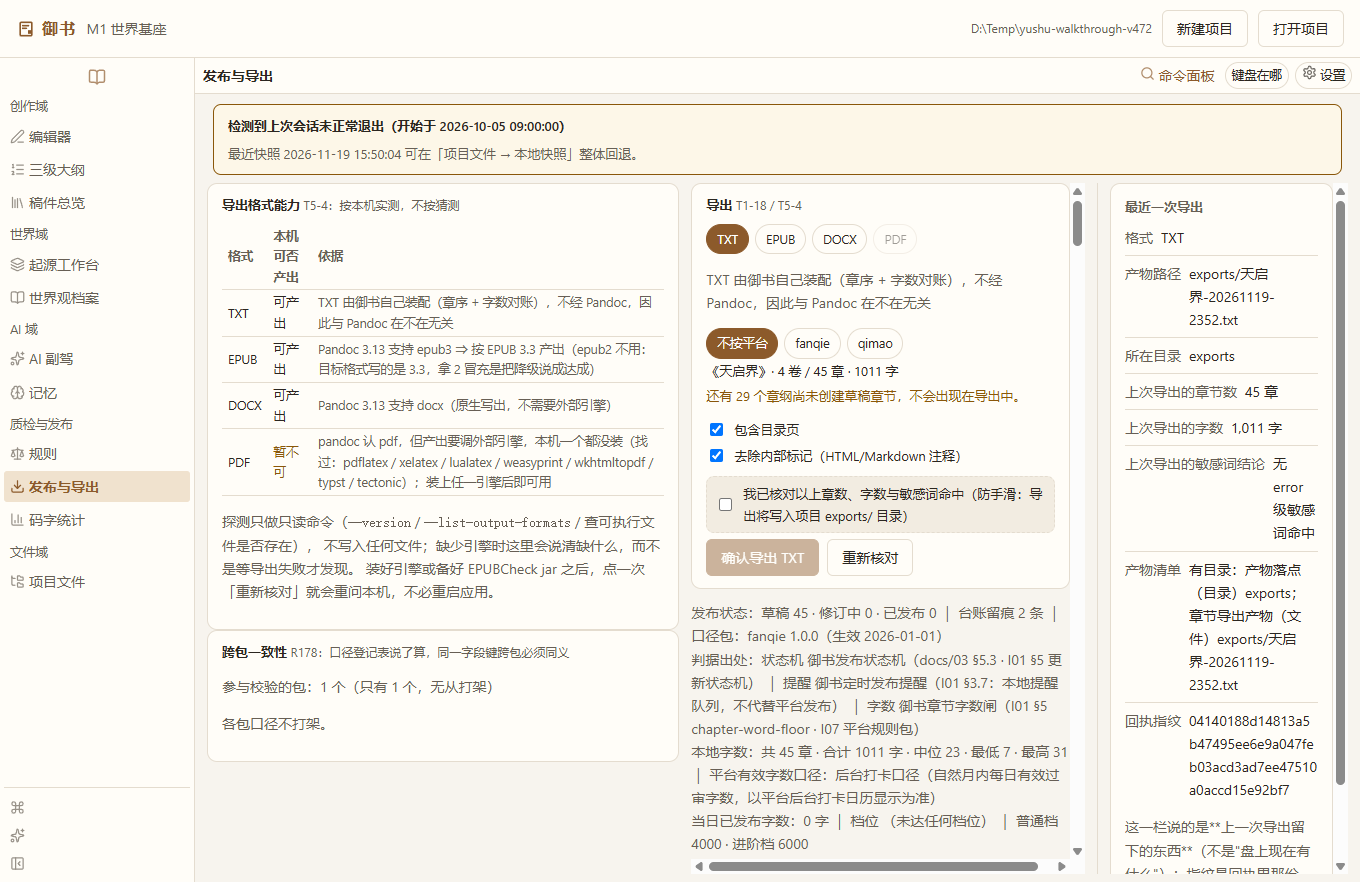 御书 M1 世界基座
D:\Temp\yushu-walkthrough-v472 新建项目 打开项目
发布与导出
命令面板 键盘在哪 设置
创作域
编辑器
三级大纲
稿件总览
世界域
起源工作台
世界观档案
AI 域
AI 副驾
记忆
质检与发布
规则
发布与导出
码字统计
文件域
项目文件
检测到上次会话未正常退出（开始于 2026-10-05 09:00:00）
最近快照 2026-11-19 15:50:04 可在「项目文件 → 本地快照」整体回退。
导出格式能力 T5-4：按本机实测，不按猜测
格式
本机
可否
产出
依据
TXT
可产
出
TXT 由御书自己装配（章序 + 字数对账），不经 Pandoc，因
此与 Pandoc 在不在无关
EPUB
可产
出
Pandoc 3.13 支持 epub3 ⇒ 按 EPUB 3.3 产出（epub2 不用：
目标格式写的是 3.3，拿 2 冒充是把降级说成达成）
DOCX
可产
出
Pandoc 3.13 支持 docx（原生写出，不需要外部引擎）
PDF
暂不
可
pandoc 认 pdf，但产出要调外部引擎，本机一个都没装（找
过：pdflatex / xelatex / lualatex / weasyprint / wkhtmltopdf /
typst / tectonic）；装上任一引擎后即可用
探测只做只读命令（--version / --list-output-formats / 查可执行文
件是否存在），不写入任何文件；缺少引擎时这里会说清缺什么，而不
是等导出失败才发现。 装好引擎或备好 EPUBCheck jar 之后，点一次
「重新核对」就会重问本机，不必重启应用。
跨包一致性 R178：口径登记表说了算，同一字段键跨包必须同义
参与校验的包：1 个（只有 1 个，无从打架）
各包口径不打架。
导出 T1-18 / T5-4
TXT EPUB DOCX PDF
TXT 由御书自己装配（章序 + 字数对账），不经
Pandoc，因此与 Pandoc 在不在无关
不按平台 fanqie qimao
《天启界》· 4 卷 / 45 章 · 1011 字
还有 29 个章纲尚未创建草稿章节，不会出现在导出中。
包含目录页
去除内部标记（HTML/Markdown 注释）
我已核对以上章数、字数与敏感词命中（防手滑：导
出将写入项目 exports/ 目录）
确认导出 TXT 重新核对
发布状态：草稿 45 · 修订中 0 · 已发布 0 ｜ 台账留痕 2 条 ｜
口径包：fanqie 1.0.0（生效 2026-01-01）
判据出处：状态机 御书发布状态机（docs/03 §5.3 · I01 §5 更
新状态机） ｜ 提醒 御书定时发布提醒（I01 §3.7：本地提醒
队列，不代替平台发布） ｜ 字数 御书章节字数闸（I01 §5
chapter-word-floor · I07 平台规则包）
本地字数：共 45 章 · 合计 1011 字 · 中位 23 · 最低 7 · 最高 31
｜ 平台有效字数口径：后台打卡口径（自然月内每日有效过
审字数，以平台后台打卡日历显示为准）
当日已发布字数：0 字 ｜ 档位 （未达任何档位） ｜ 普通档
4000 · 进阶档 6000
最近一次导出
格式 TXT
产物路径 exports/天启
界-20261119-
2352.txt
所在目录 exports
上次导出的章节数 45 章
上次导出的字数 1,011 字
上次导出的敏感词结论 无
error
级敏感
词命中
产物清单 有目录：产物落点
（目录）exports；
章节导出产物（文
件）exports/天启
界-20261119-
2352.txt
回执指纹 04140188d14813a5
b47495ee6e9a047fe
b03acd3ad7ee47510
a0accd15e92bf7
这一栏说的是**上一次导出留
下的东西**（不是"盘上现在有
什么"）；指纹是回执里那份